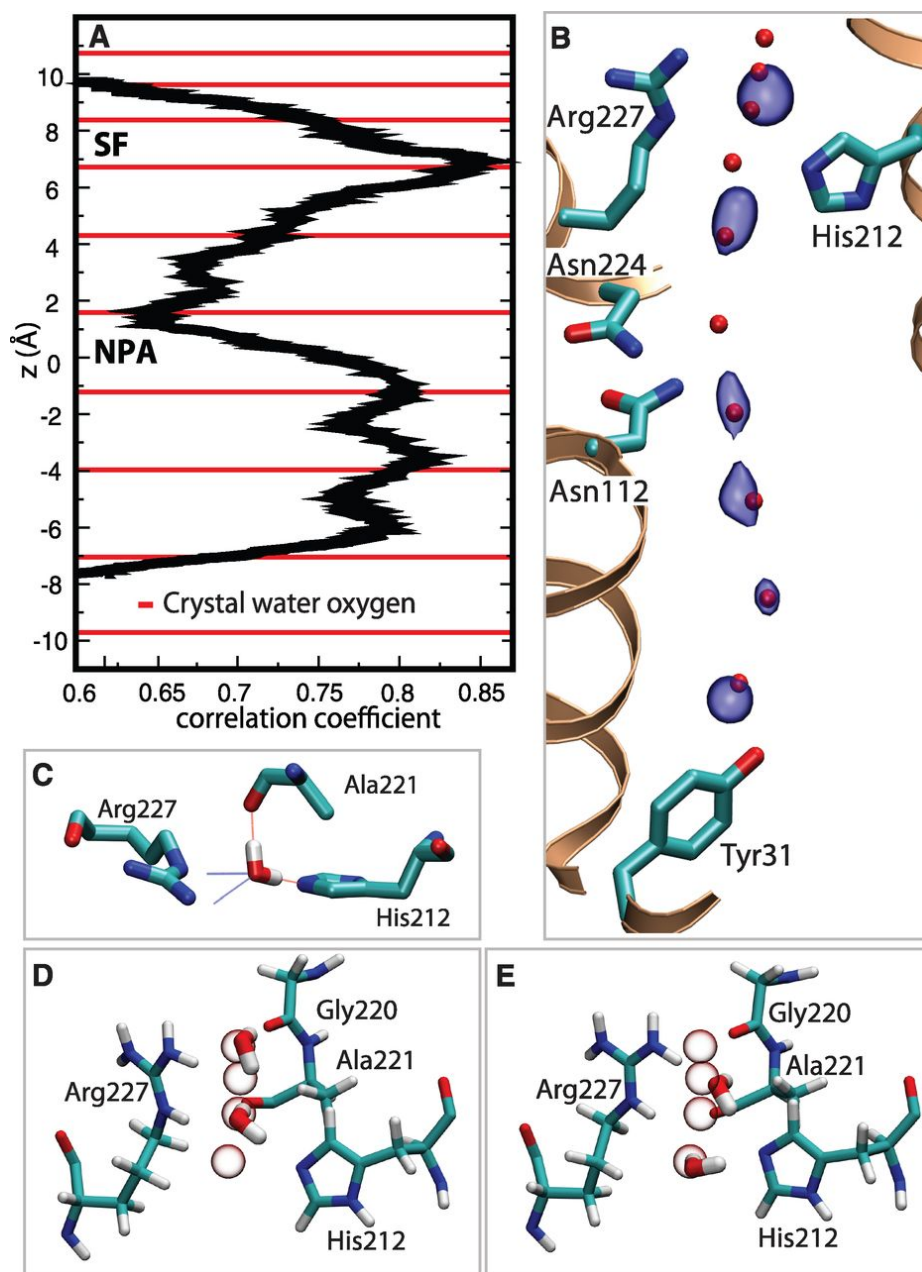 A
10
8
SF
6
4
2
NPA
0
-2
-4
-6
-8
-10
z (Å)
Crystal water oxygen
0.6 0.65 0.7 0.75 0.8 0.85
correlation coefficient
B
Arg227
His212
Asn224
Asn112
Tyr31
C
Ala221
Arg227
His212
D
Gly220
Ala221
Arg227
His212
E
Gly220
Ala221
Arg227
His212